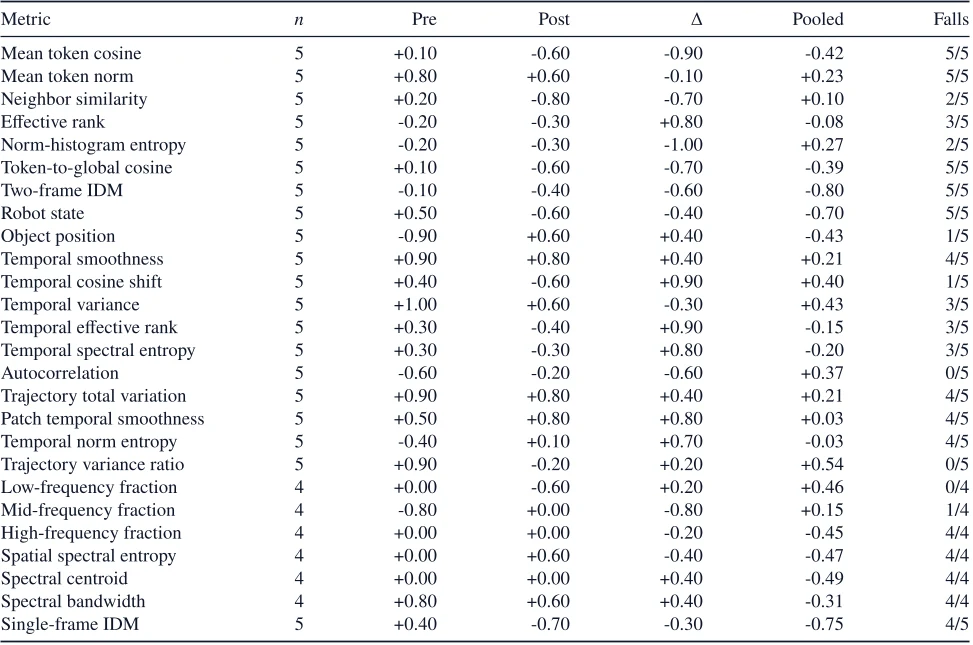 Metric n Pre Post Δ Pooled Falls
Mean token cosine 5 +0.10 -0.60 -0.90 -0.42 5/5
Mean token norm 5 +0.80 +0.60 -0.10 +0.23 5/5
Neighbor similarity 5 +0.20 -0.80 -0.70 +0.10 2/5
Effective rank 5 -0.20 -0.30 +0.80 -0.08 3/5
Norm-histogram entropy 5 -0.20 -0.30 -1.00 +0.27 2/5
Token-to-global cosine 5 +0.10 -0.60 -0.70 -0.39 5/5
Two-frame IDM 5 -0.10 -0.40 -0.60 -0.80 5/5
Robot state 5 +0.50 -0.60 -0.40 -0.70 5/5
Object position 5 -0.90 +0.60 +0.40 -0.43 1/5
Temporal smoothness 5 +0.90 +0.80 +0.40 +0.21 4/5
Temporal cosine shift 5 +0.40 -0.60 +0.90 +0.40 1/5
Temporal variance 5 +1.00 +0.60 -0.30 +0.43 3/5
Temporal effective rank 5 +0.30 -0.40 +0.90 -0.15 3/5
Temporal spectral entropy 5 +0.30 -0.30 +0.80 -0.20 3/5
Autocorrelation 5 -0.60 -0.20 -0.60 +0.37 0/5
Trajectory total variation 5 +0.90 +0.80 +0.40 +0.21 4/5
Patch temporal smoothness 5 +0.50 +0.80 +0.80 +0.03 4/5
Temporal norm entropy 5 -0.40 +0.10 +0.70 -0.03 4/5
Trajectory variance ratio 5 +0.90 -0.20 +0.20 +0.54 0/5
Low-frequency fraction 4 +0.00 -0.60 +0.20 +0.46 0/4
Mid-frequency fraction 4 -0.80 +0.00 -0.80 +0.15 1/4
High-frequency fraction 4 +0.00 +0.00 -0.20 -0.45 4/4
Spatial spectral entropy 4 +0.00 +0.60 -0.40 -0.47 4/4
Spectral centroid 4 +0.00 +0.00 +0.40 -0.49 4/4
Spectral bandwidth 4 +0.80 +0.60 +0.40 -0.31 4/4
Single-frame IDM 5 +0.40 -0.70 -0.30 -0.75 4/5